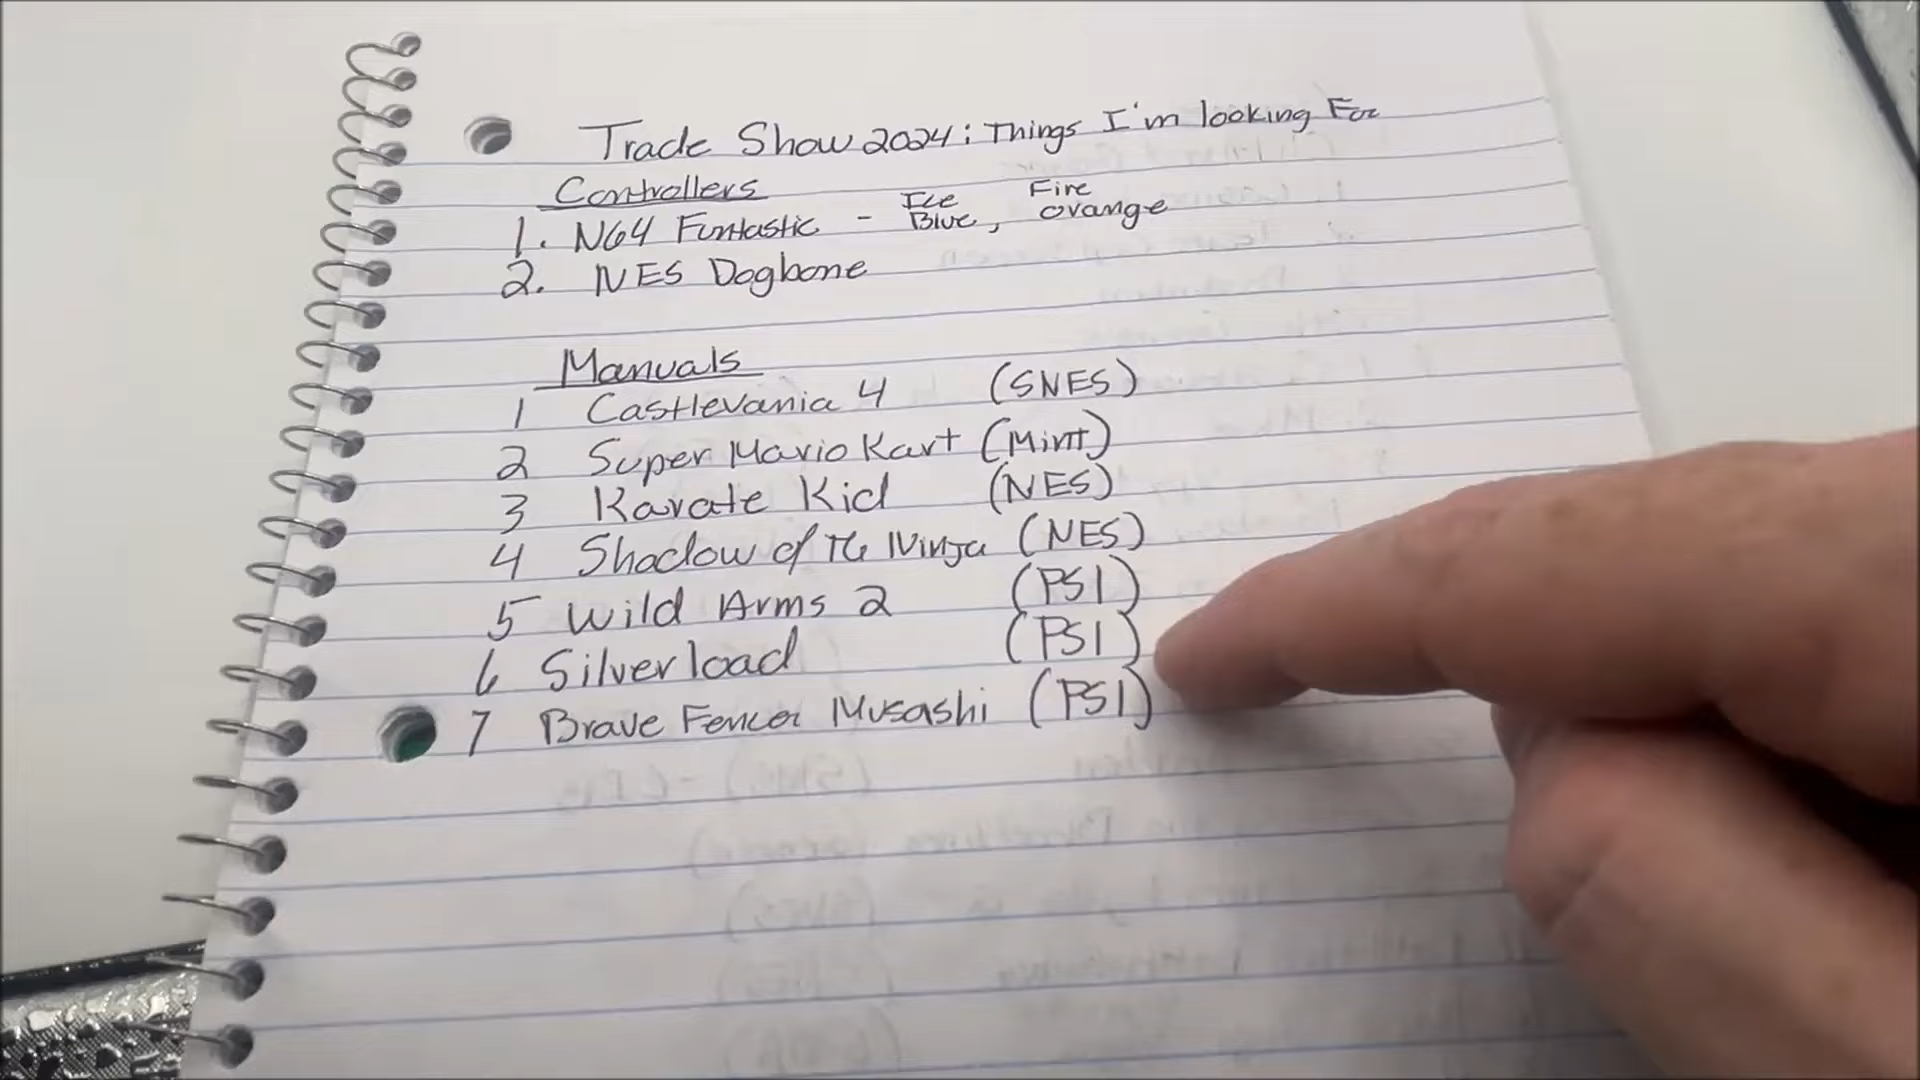 Trade Show 2024: Things I'm looking For
Controllers
1. N64 Funtastic - Ice Blue, Fire orange
2. NES Dogbone
Manuals
1 Castlevania 4 (SNES)
2 Super Mario Kart (Mint)
3 Karate Kid (NES)
4 Shadow of The Ninja (NES)
5 Wild Arms 2 (PS1)
6 Silverload (PS1)
7 Brave Fencer Musashi (PS1)